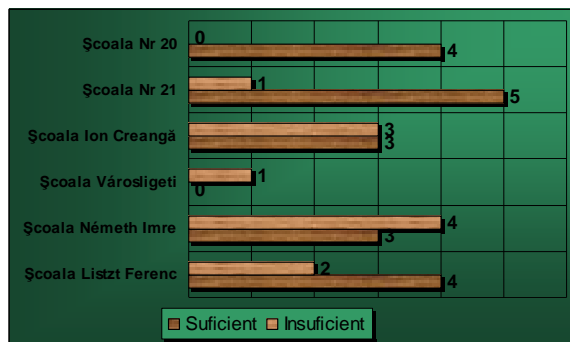 Şcoala Nr 20
0
4
Şcoala Nr 21
1
5
Şcoala Ion Creangă
3
3
Şcoala Városligeti
1
0
Şcoala Németh Imre
4
3
Şcoala Listzt Ferenc
2
4
Suficient Insuficient